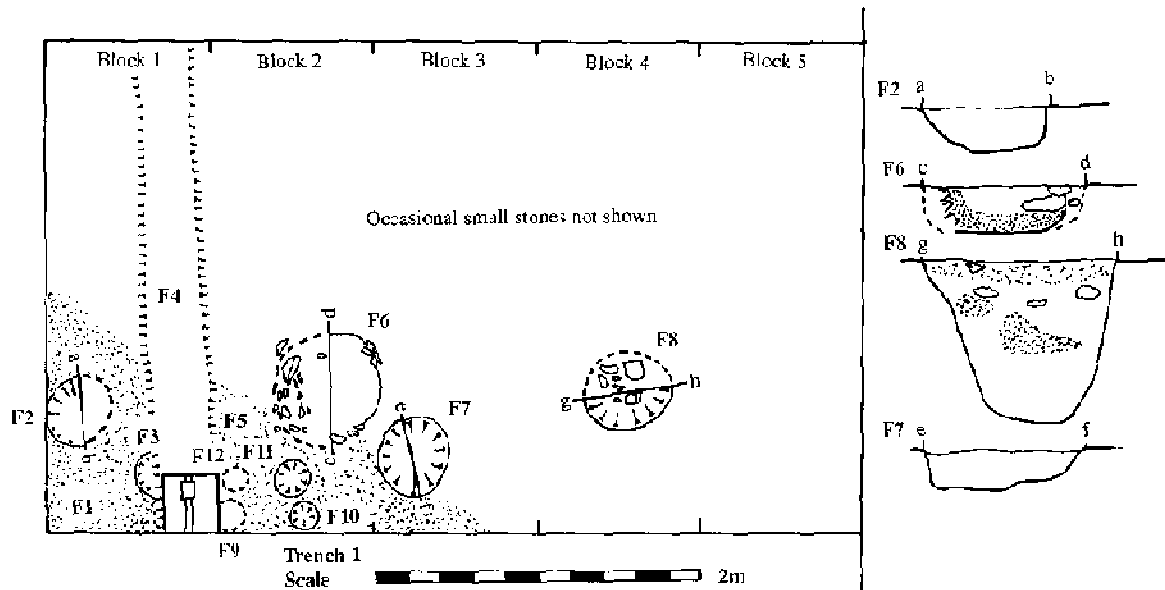 Block 1
Block 2
Block 3
Block 4
Block 5
Occasional small stones not shown
F4
d
F6
F8
a
F2
F5
g
h
F7
F3
F12
F11
b
c
F1
F10
F9
Trench 1
Scale
2m
F2
a
b
F6
c
d
F8
g
h
F7
e
f